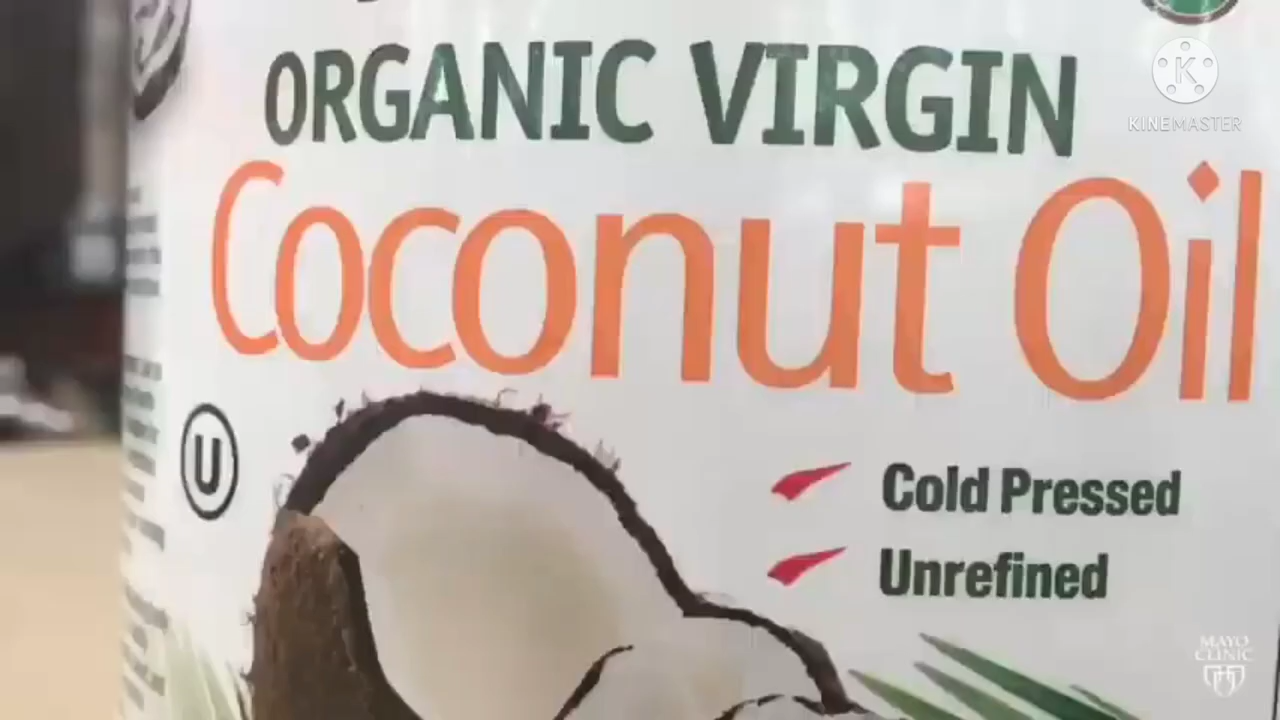 ORGANIC VIRGIN
KINEMASTER
Coconut Oil
U
Cold Pressed
Unrefined
MAYO
CLINIC